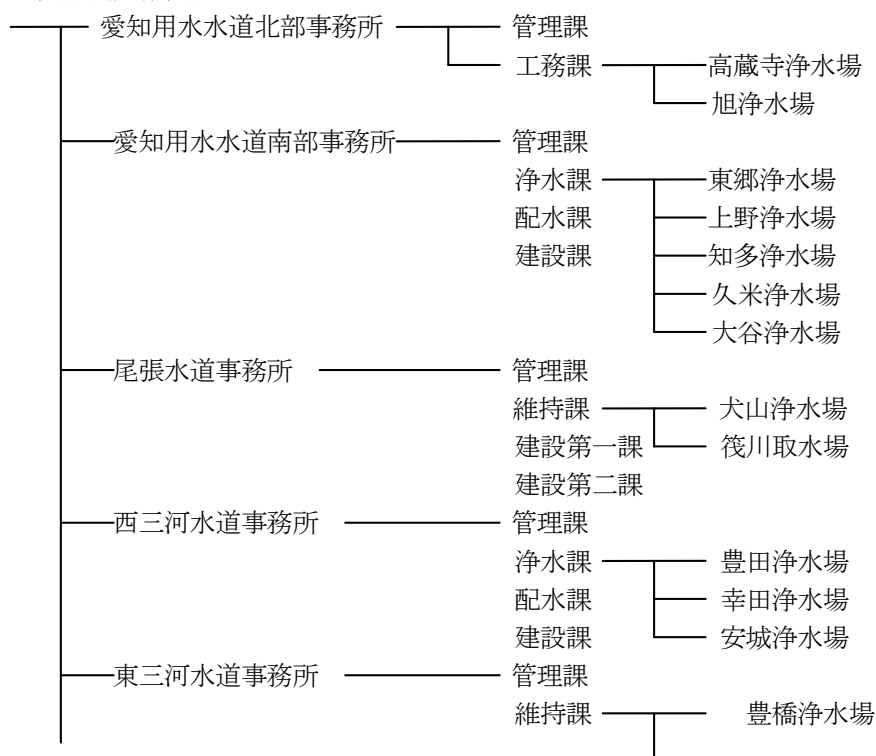 愛知用水水道北部事務所 管理課
工務課 高蔵寺浄水場
旭浄水場
愛知用水水道南部事務所 管理課
浄水課 東郷浄水場
配水課 上野浄水場
建設課 知多浄水場
久米浄水場
大谷浄水場
尾張水道事務所 管理課
維持課 犬山浄水場
建設第一課 筏川取水場
建設第二課
西三河水道事務所 管理課
浄水課 豊田浄水場
配水課 幸田浄水場
建設課 安城浄水場
東三河水道事務所 管理課
維持課 豊橋浄水場